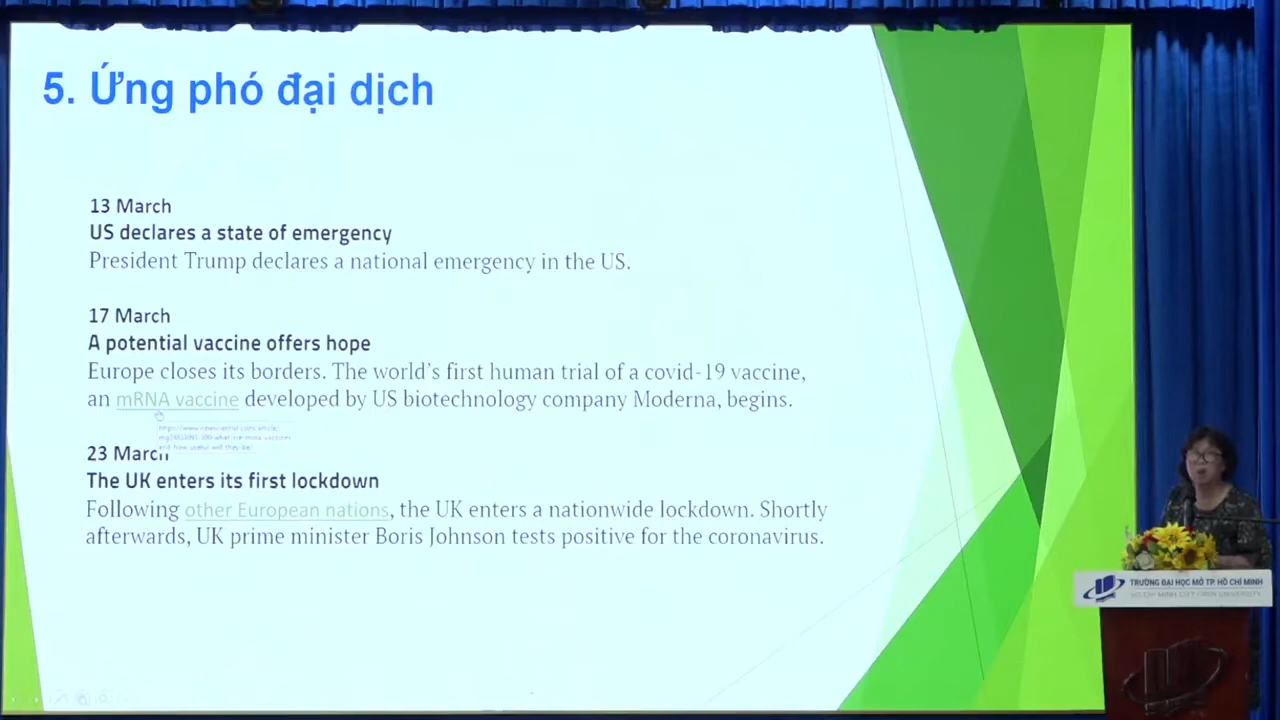 5. Ứng phó đại dịch
13 March
US declares a state of emergency
President Trump declares a national emergency in the US.
17 March
A potential vaccine offers hope
Europe closes its borders. The world's first human trial of a covid-19 vaccine,
an mRNA vaccine developed by US biotechnology company Moderna, begins.
23 March
The UK enters its first lockdown
Following other European nations, the UK enters a nationwide lockdown. Shortly
afterwards, UK prime minister Boris Johnson tests positive for the coronavirus.
TRƯỜNG ĐẠI HỌC MỞ TP. HỒ CHÍ MINH
HO CHI MINH CITY OPEN UNIVERSITY